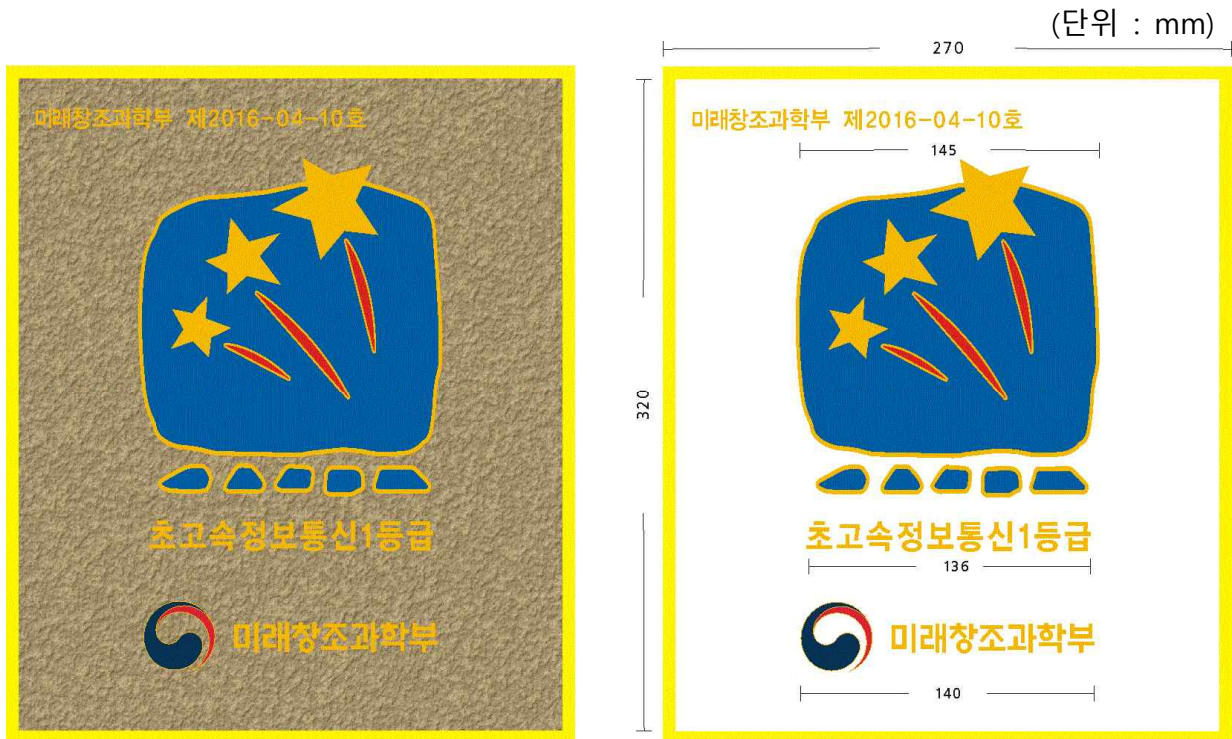 (단위 : mm)
270
미래창조과학부 제2016-04-10호
초고속정보통신1등급
미래창조과학부
320
미래창조과학부 제2016-04-10호
145
초고속정보통신1등급
136
미래창조과학부
140